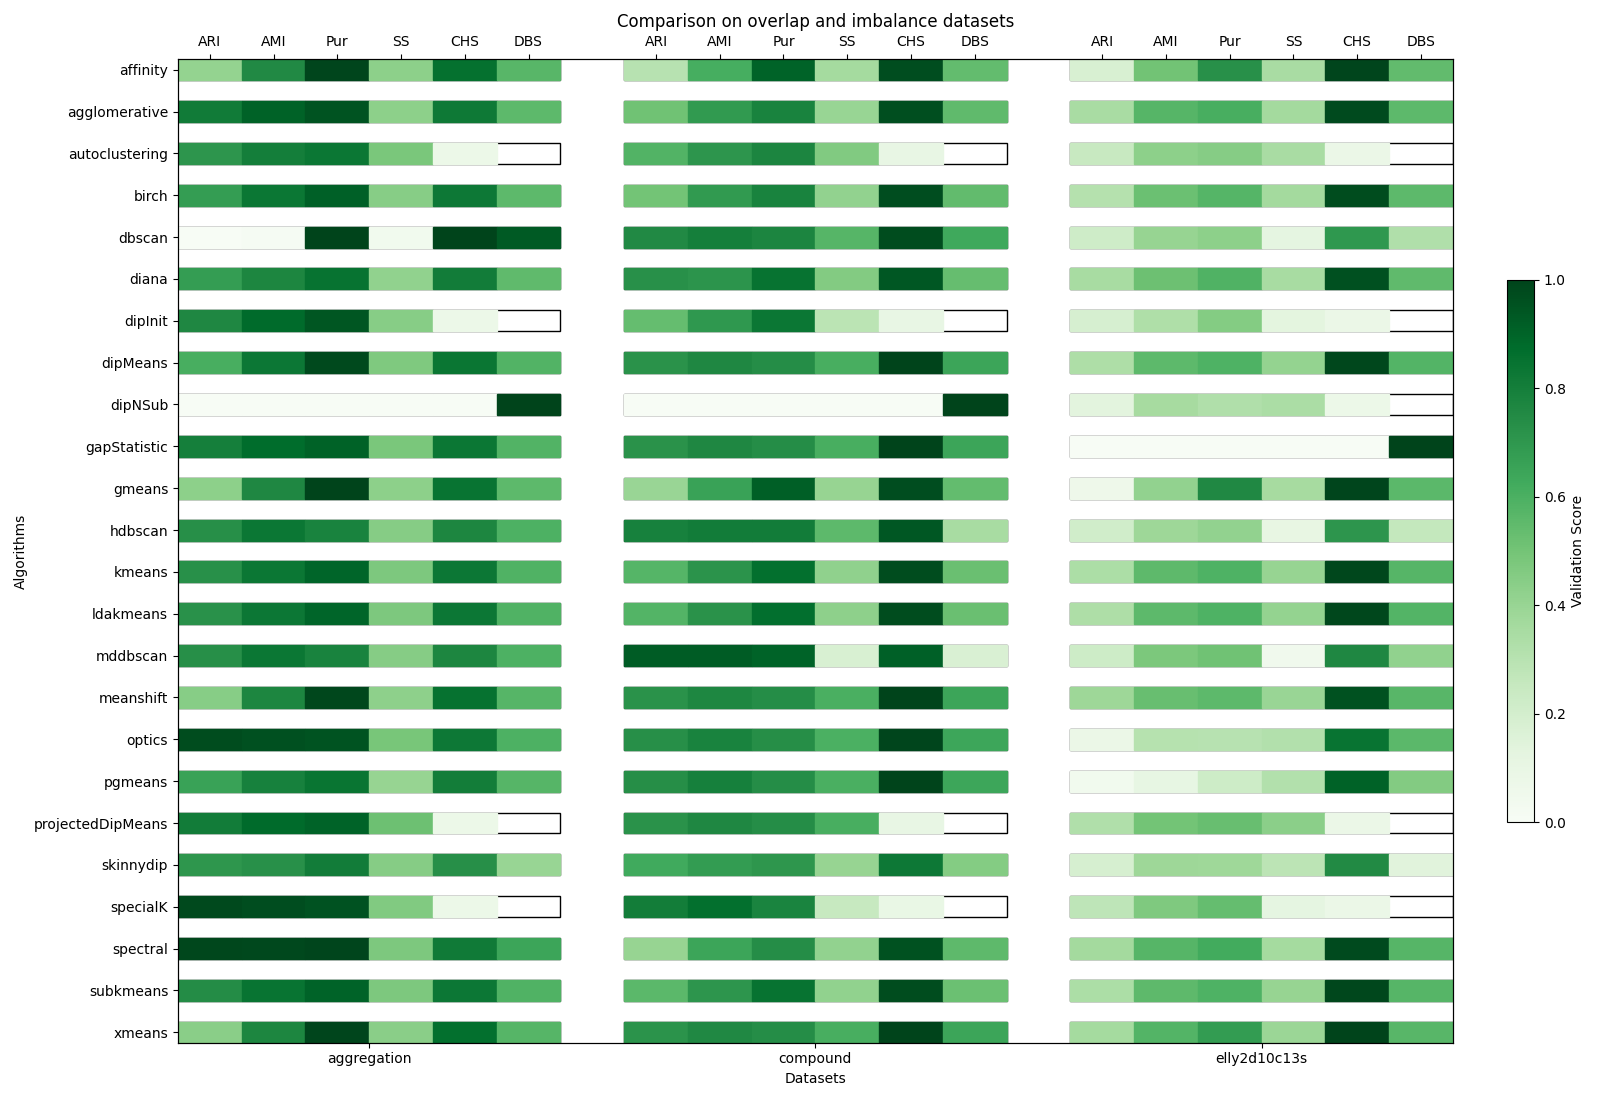 Comparison on overlap and imbalance datasets
ARI AMI Pur SS CHS DBS ARI AMI Pur SS CHS DBS ARI AMI Pur SS CHS DBS
affinity
agglomerative
autoclustering
birch
dbscan
diana
dipInit
dipMeans
dipNSub
gapStatistic
gmeans
hdbscan
kmeans
ldakmeans
mddbscan
meanshift
optics
pgmeans
projectedDipMeans
skinnydip
specialK
spectral
subkmeans
xmeans
Algorithms
aggregation compound elly2d10c13s
Datasets
1.0
0.8
0.6
0.4
0.2
0.0
Validation Score